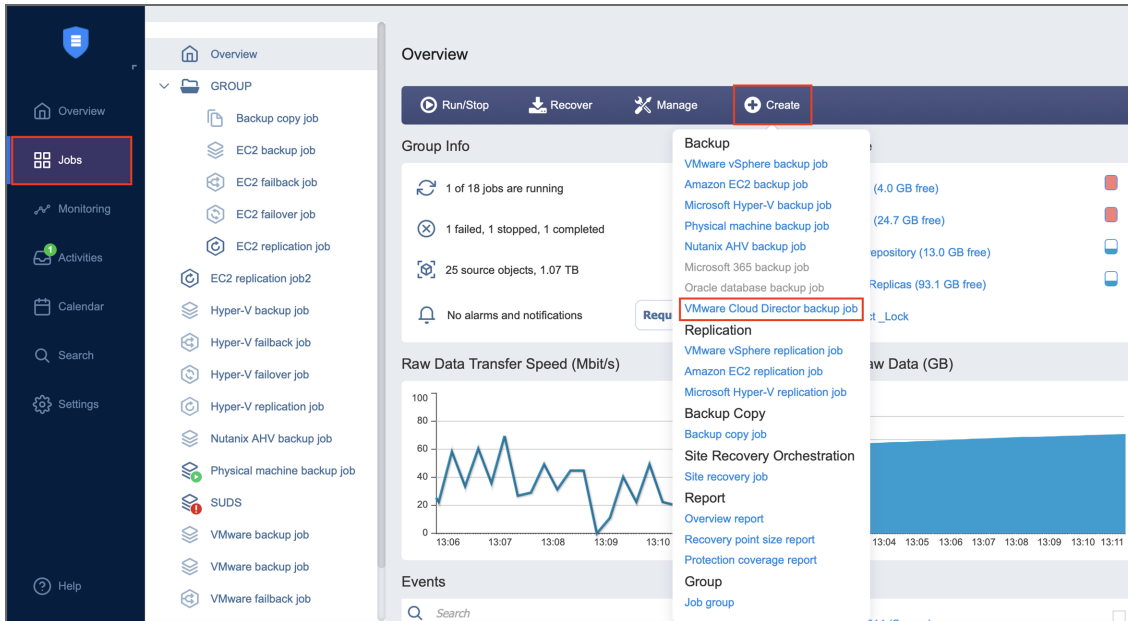 Overview
Jobs
Monitoring
1
Activities
Calendar
Search
Settings
Help
Overview
GROUP
Backup copy job
EC2 backup job
EC2 failback job
EC2 failover job
EC2 replication job
EC2 replication job2
Hyper-V backup job
Hyper-V failback job
Hyper-V failover job
Hyper-V replication job
Nutanix AHV backup job
Physical machine backup job
SUDS
VMware backup job
VMware backup job
VMware failback job
Overview
Run/Stop Recover Manage Create
Group Info
1 of 18 jobs are running
1 failed, 1 stopped, 1 completed
25 source objects, 1.07 TB
No alarms and notifications
Requ
Raw Data Transfer Speed (Mbit/s)
100
80
60
40
20
0
13:06 13:07 13:08 13:09 13:10
Events
Search
Backup
VMware vSphere backup job
Amazon EC2 backup job
Microsoft Hyper-V backup job
Physical machine backup job
Nutanix AHV backup job
Microsoft 365 backup job
Oracle database backup job
VMware Cloud Director backup job
Replication
VMware vSphere replication job
Amazon EC2 replication job
Microsoft Hyper-V replication job
Backup Copy
Backup copy job
Site Recovery Orchestration
Site recovery job
Report
Overview report
Recovery point size report
Protection coverage report
Group
Job group
(4.0 GB free)
(24.7 GB free)
epository (13.0 GB free)
Replicas (93.1 GB free)
ct _Lock
aw Data (GB)
13:04 13:05 13:06 13:07 13:08 13:09 13:10 13:11